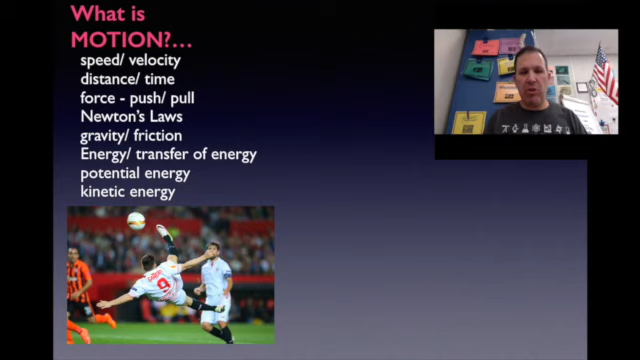 What is
MOTION?...
speed/ velocity
distance/ time
force - push/ pull
Newton's Laws
gravity/ friction
Energy/ transfer of energy
potential energy
kinetic energy
9